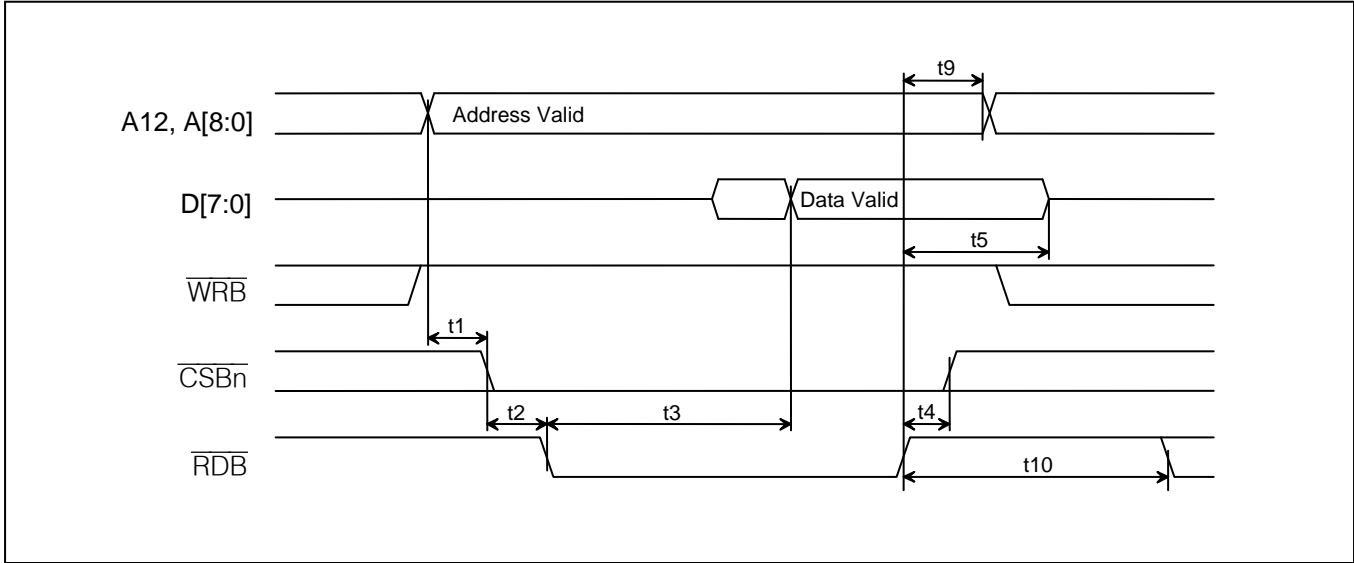 t9
A12, A[8:0]
Address Valid
D[7:0]
Data Valid
t5
WRB
t1
CSBn
t2
t3
t4
RDB
t10